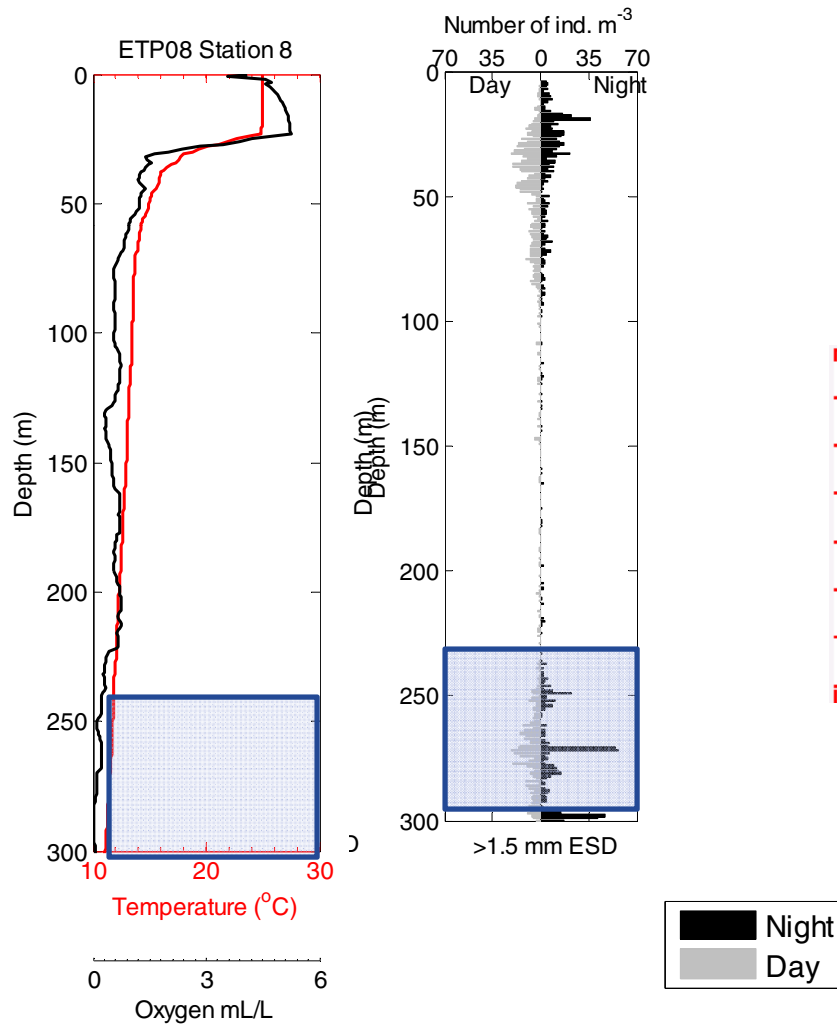 ETP08 Station 8
0
50
100
150
200
250
300
Depth (m)
10 20 30
Temperature (°C)
0 3 6
Oxygen mL/L
Number of ind. m-3
70 35 0 35 70
Day Night
0
50
100
150
200
250
300
Depth (m)
Depth (m)
>1.5 mm ESD
Night
Day